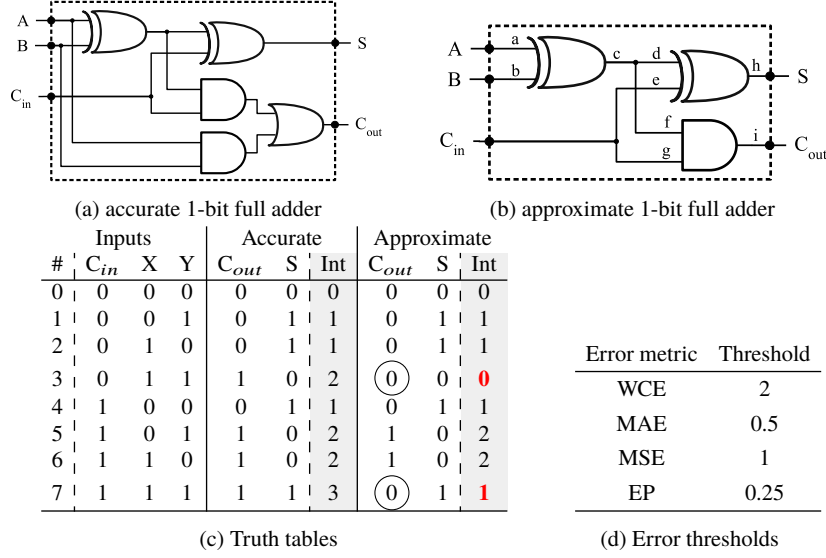 A
B
C_in
S
C_out
(a) accurate 1-bit full adder
A
B
C_in
a
b
c
d
e
f
g
h
i
S
C_out
(b) approximate 1-bit full adder
Inputs Accurate Approximate
# C_in X Y C_out S Int C_out S Int
0 0 0 0 0 0 0 0 0 0
1 0 0 1 0 1 1 0 1 1
2 0 1 0 0 1 1 0 1 1
3 0 1 1 1 0 2 0 0 0
4 1 0 0 0 1 1 0 1 1
5 1 0 1 1 0 2 1 0 2
6 1 1 0 1 0 2 1 0 2
7 1 1 1 1 1 3 0 1 1
(c) Truth tables
Error metric Threshold
WCE 2
MAE 0.5
MSE 1
EP 0.25
(d) Error thresholds